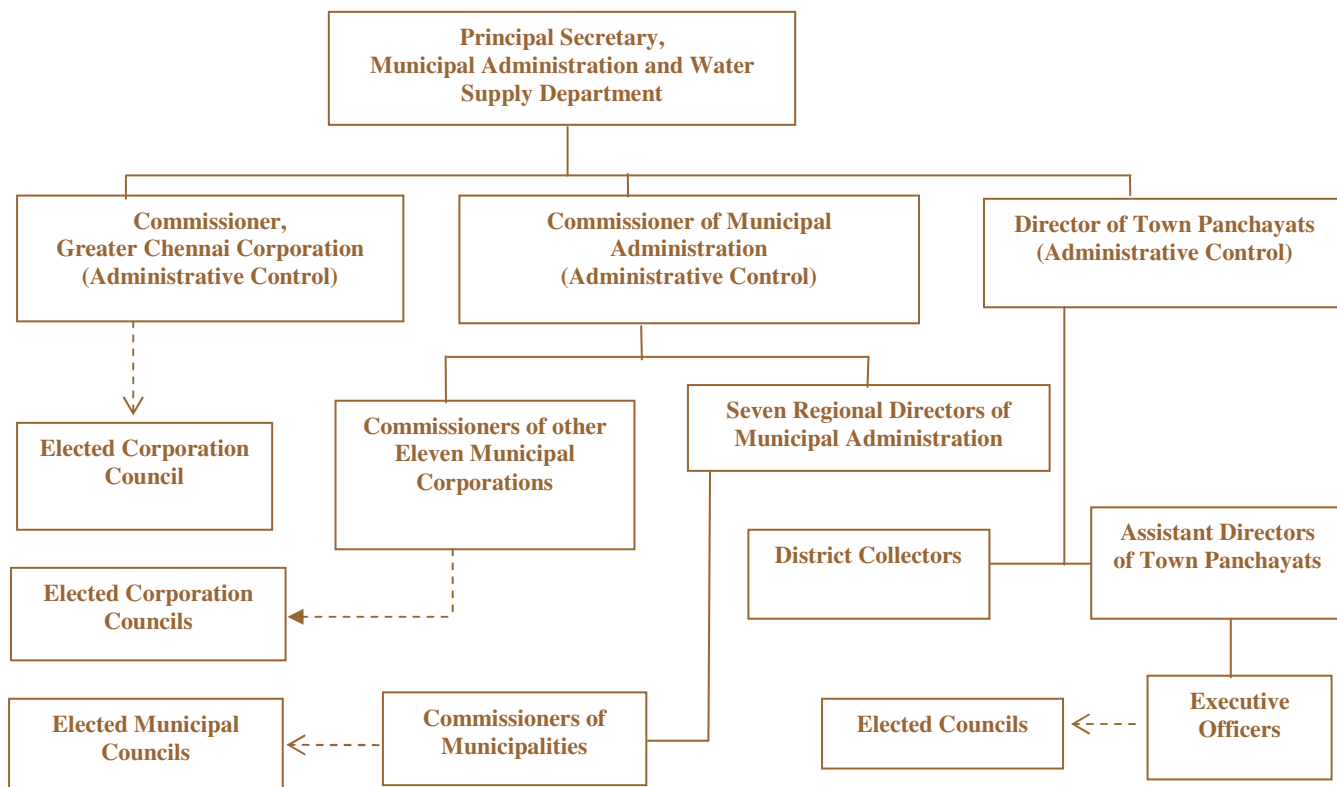 Principal Secretary,
Municipal Administration and Water
Supply Department
Commissioner,
Greater Chennai Corporation
(Administrative Control)
Commissioner of Municipal
Administration
(Administrative Control)
Director of Town Panchayats
(Administrative Control)
Elected Corporation
Council
Commissioners of other
Eleven Municipal
Corporations
Seven Regional Directors of
Municipal Administration
District Collectors
Assistant Directors
of Town Panchayats
Elected Corporation
Councils
Elected Municipal
Councils
Commissioners of
Municipalities
Elected Councils
Executive
Officers